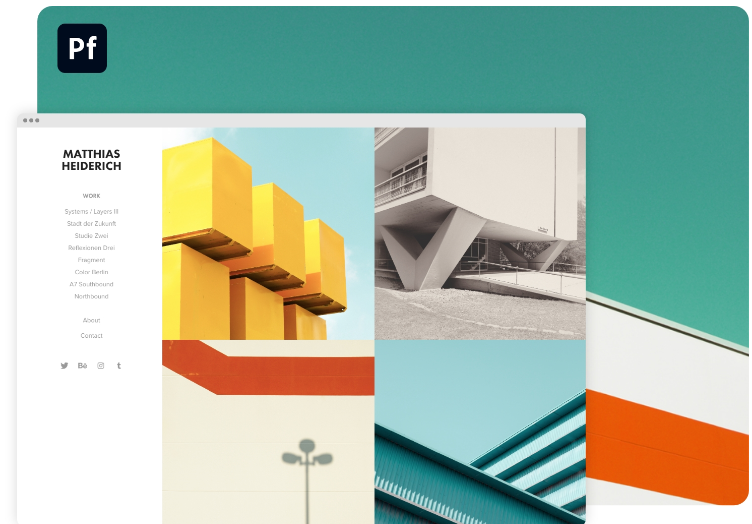 Pf
MATTHIAS
HEIDERICH
WORK
Systems / Layers III
Stadt der Zukunft
Studie Zwei
Reflexionen Drei
Fragment
Color Berlin
A7 Southbound
Northbound
About
Contact
Bē
t